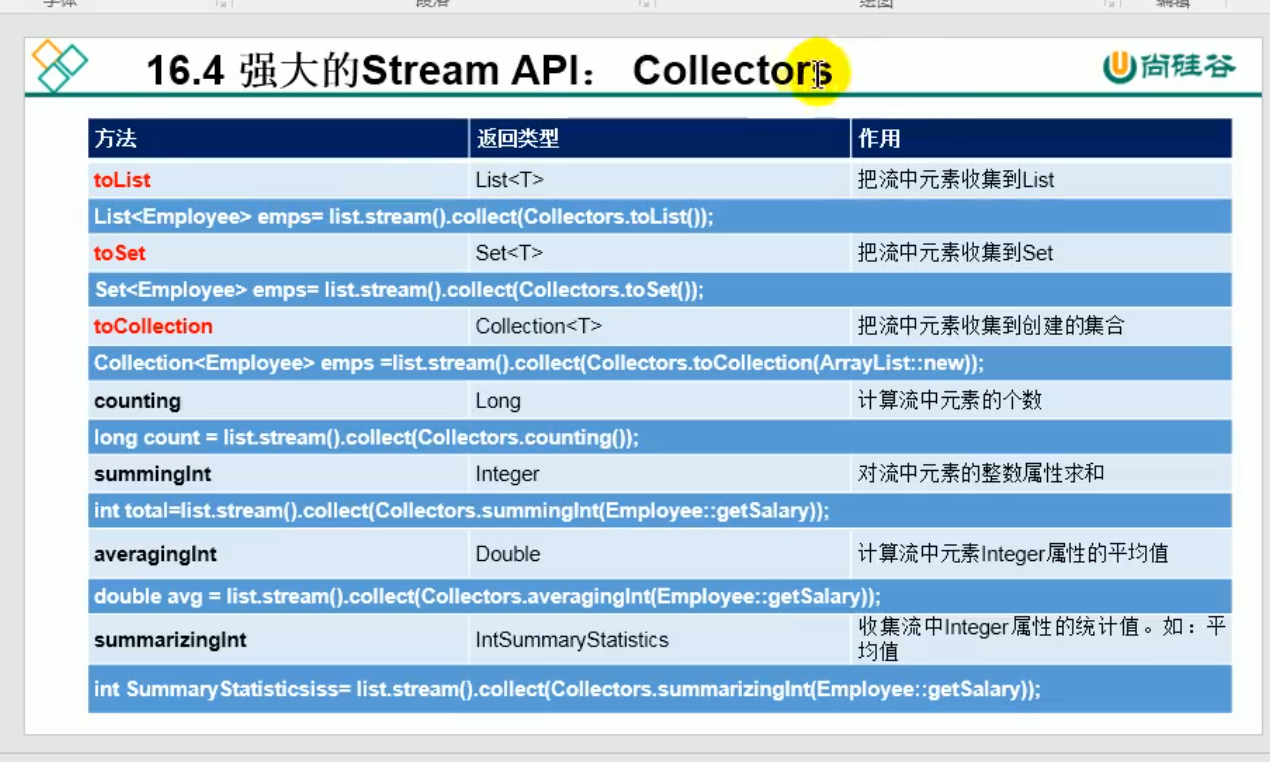 字体
段落
绘图
编辑
16.4 强大的Stream API： Collectors
尚硅谷
方法 返回类型 作用
toList List<T> 把流中元素收集到List
List<Employee> emps= list.stream().collect(Collectors.toList());
toSet Set<T> 把流中元素收集到Set
Set<Employee> emps= list.stream().collect(Collectors.toSet());
toCollection Collection<T> 把流中元素收集到创建的集合
Collection<Employee> emps =list.stream().collect(Collectors.toCollection(ArrayList::new));
counting Long 计算流中元素的个数
long count = list.stream().collect(Collectors.counting());
summingInt Integer 对流中元素的整数属性求和
int total=list.stream().collect(Collectors.summingInt(Employee::getSalary));
averagingInt Double 计算流中元素Integer属性的平均值
double avg = list.stream().collect(Collectors.averagingInt(Employee::getSalary));
summarizingInt IntSummaryStatistics 收集流中Integer属性的统计值。如：平
均值
int SummaryStatisticsiss= list.stream().collect(Collectors.summarizingInt(Employee::getSalary));